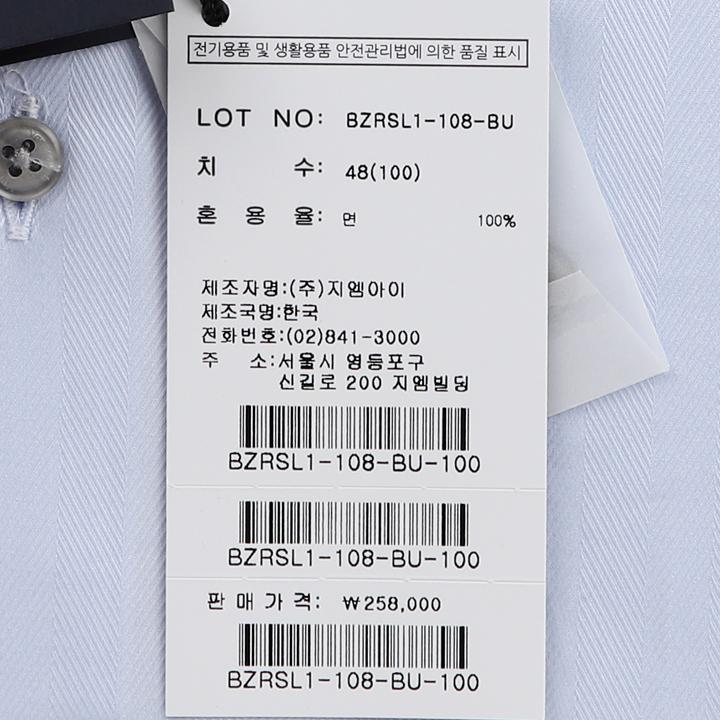 전기용품 및 생활용품 안전관리법에 의한 품질 표시
LOT NO: BZRSL1-108-BU
치 수: 48(100)
혼 용 율: 면 100%
제조자명:(주)지엠아이
제조국명:한국
전화번호:(02)841-3000
주 소:서울시 영등포구
신길로 200 지엠빌딩
BZRSL1-108-BU-100
BZRSL1-108-BU-100
판 매 가 격: ₩258,000
BZRSL1-108-BU-100